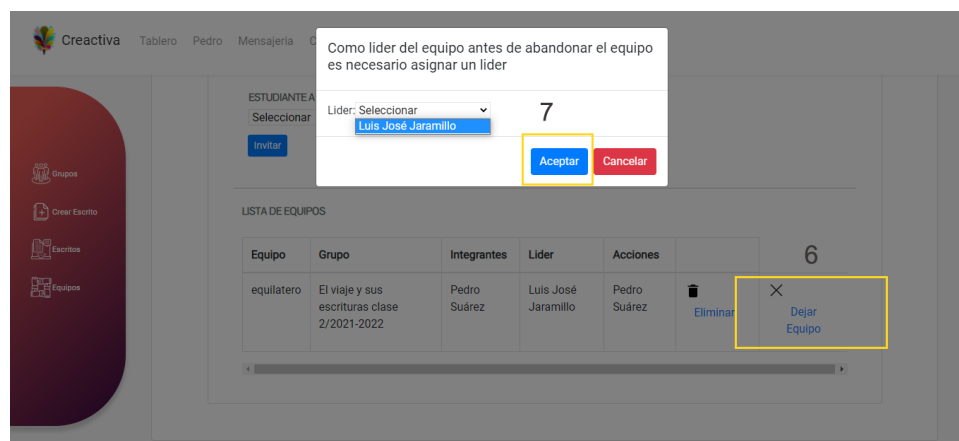 Creactiva Tablero Pedro Mensajeria C
Como lider del equipo antes de abandonar el equipo
es necesario asignar un lider
ESTUDIANTE A
Seleccionar
Invitar
Lider: Seleccionar
Luis José Jaramillo
7
Aceptar Cancelar
Grupos
Crear Escrito
Escritos
Equipos
LISTA DE EQUIPOS
6
Equipo Grupo Integrantes Lider Acciones
equilatero El viaje y sus Pedro Luis José Pedro
escrituras clase Suárez Jaramillo Suárez Eliminar Dejar
2/2021-2022 Equipo